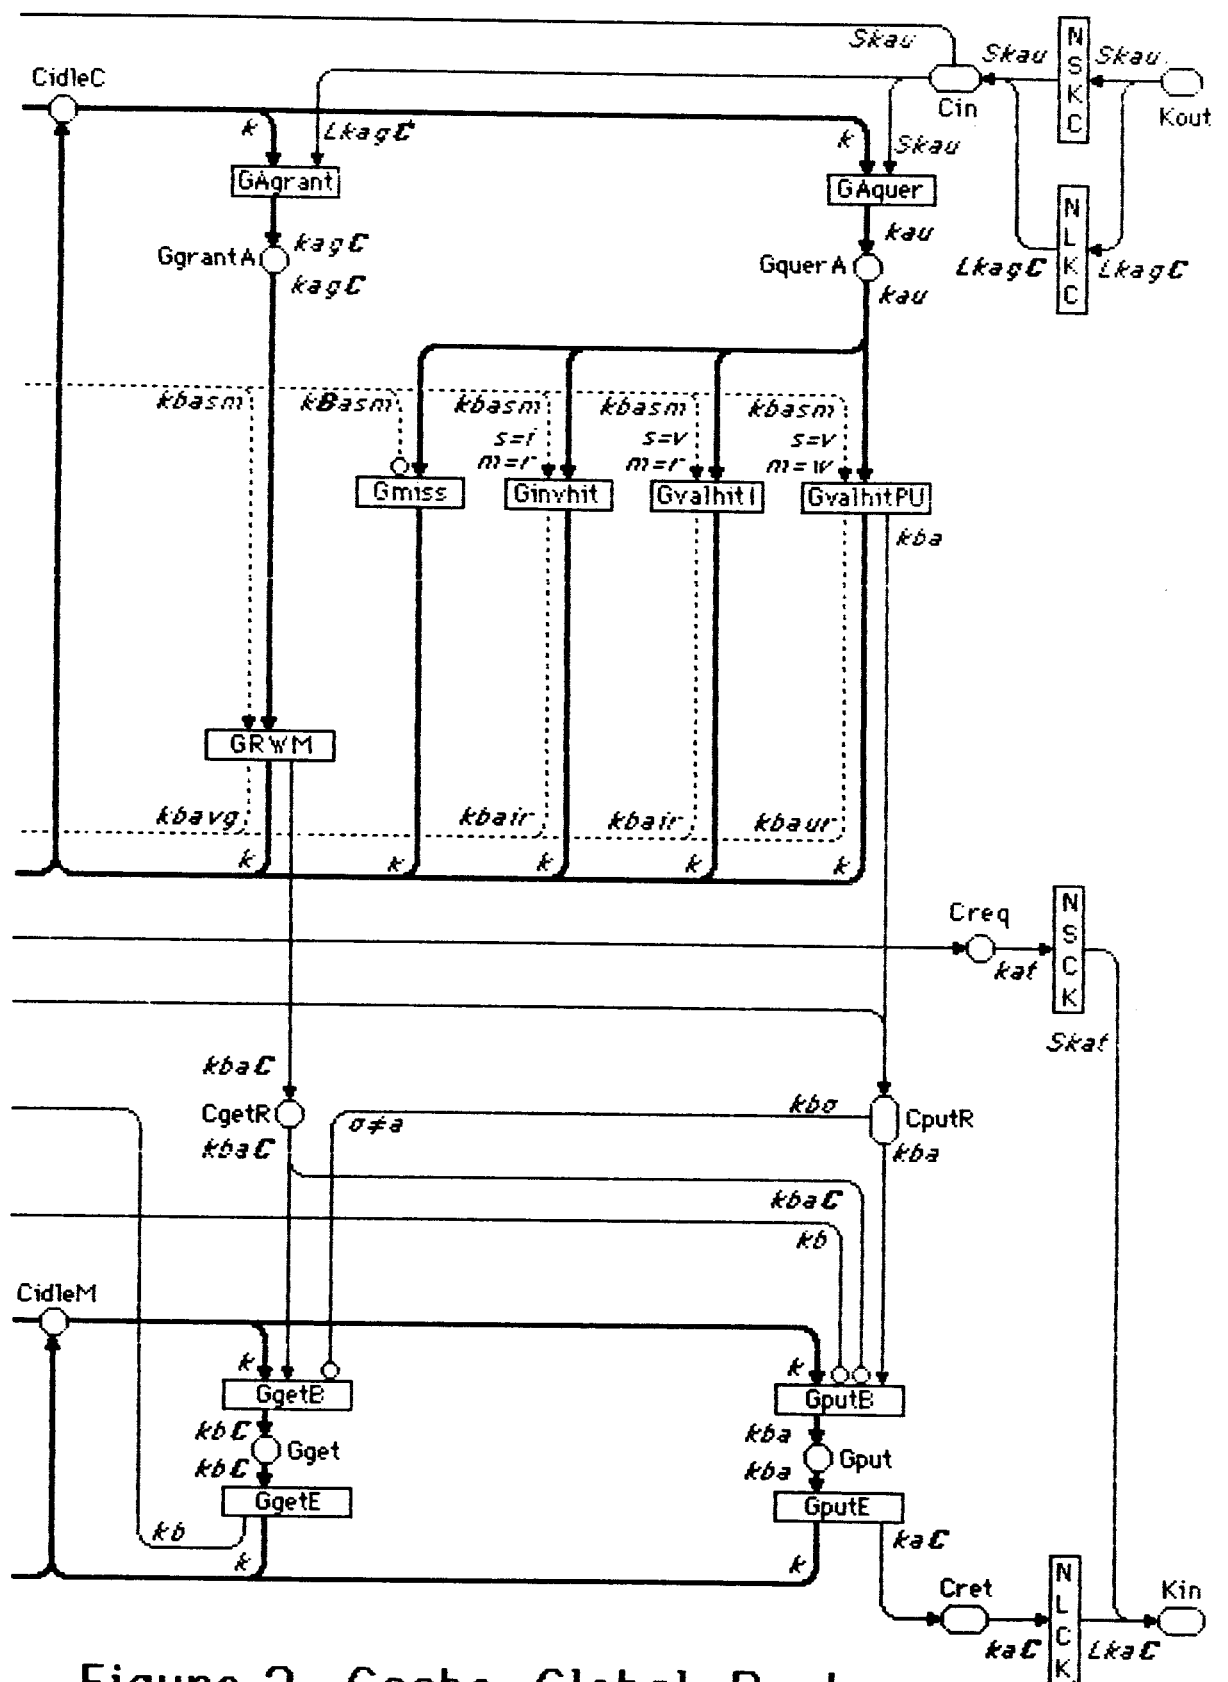 Skau
N
S
K
C
Skau
Skau
CidleC
Cin
Kout
k
LkagC
k
Skau
GAgrant
GAquer
N
L
K
C
kagC
kau
GgrantA
GquerA
LkagC
LkagC
kagC
kau
kbasm
kBasm
kbasm
kbasm
kbasm
s=i
s=v
s=v
m=r
m=r
m=w
Gmiss
Ginvhit
GvalhitI
GvalhitPU
kba
GRWM
kbavg
kbair
kbair
kbaur
k
k
k
k
k
Creq
N
S
C
K
kat
Skat
kbaC
CgetR
kbσ
σ≠a
CputR
kbaC
kba
kbaC
kb
CidleM
k
k
GgetB
GputB
kbC
kba
Gget
Gput
kbC
kba
GgetE
GputE
kb
k
k
kaC
Cret
N
L
C
K
Kin
kaC
LkaC